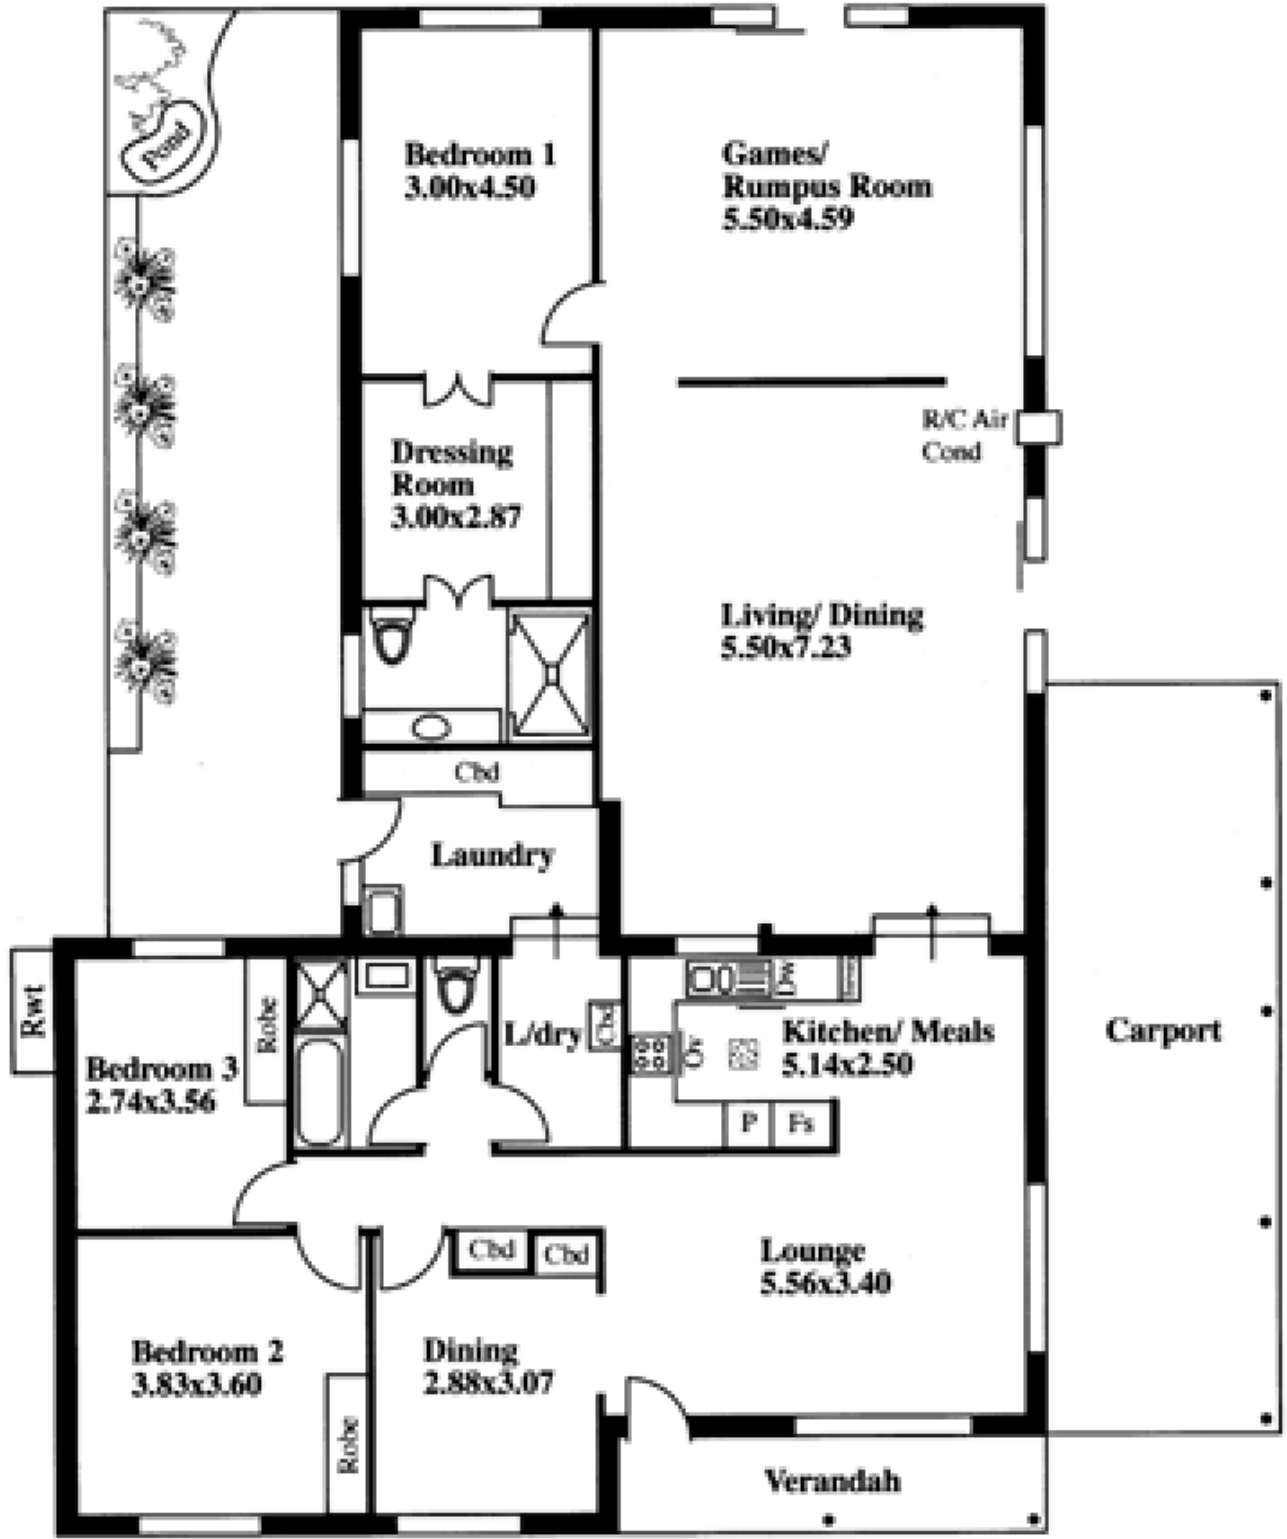 Pond
Bedroom 1
3.00x4.50
Games/
Rumpus Room
5.50x4.59
R/C Air
Cond
Dressing
Room
3.00x2.87
Living/ Dining
5.50x7.23
Cbd
Laundry
Rwt
Robe
Bedroom 3
2.74x3.56
L/dry
Cbd
Dw
Ov
Kitchen/ Meals
5.14x2.50
P
Fs
Carport
Cbd
Cbd
Lounge
5.56x3.40
Bedroom 2
3.83x3.60
Robe
Dining
2.88x3.07
Verandah